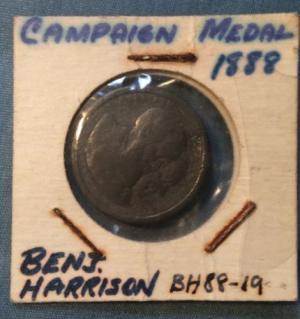 CAMPAIGN MEDAL
1888
BENJ.
HARRISON BH88-19